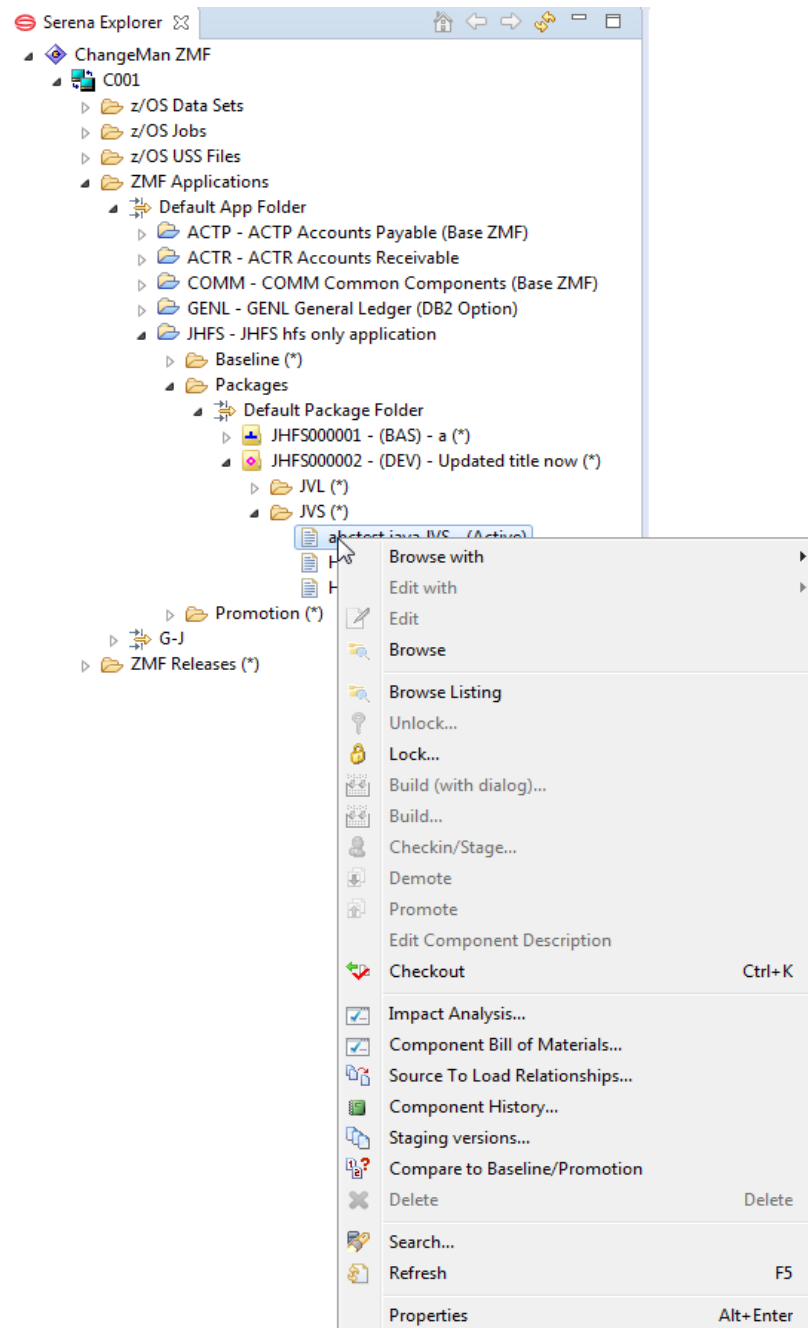 Serena Explorer
ChangeMan ZMF
C001
z/OS Data Sets
z/OS Jobs
z/OS USS Files
ZMF Applications
Default App Folder
ACTP - ACTP Accounts Payable (Base ZMF)
ACTR - ACTR Accounts Receivable
COMM - COMM Common Components (Base ZMF)
GENL - GENL General Ledger (DB2 Option)
JHFS - JHFS hfs only application
Baseline (*)
Packages
Default Package Folder
JHFS000001 - (BAS) - a (*)
JHFS000002 - (DEV) - Updated title now (*)
JVL (*)
JVS (*)
abctest.java JVS - (Active)
H
H
Promotion (*)
G-J
ZMF Releases (*)
Browse with
Edit with
Edit
Browse
Browse Listing
Unlock...
Lock...
Build (with dialog)...
Build...
Checkin/Stage...
Demote
Promote
Edit Component Description
Checkout Ctrl+K
Impact Analysis...
Component Bill of Materials...
Source To Load Relationships...
Component History...
Staging versions...
Compare to Baseline/Promotion
Delete Delete
Search...
Refresh F5
Properties Alt+Enter